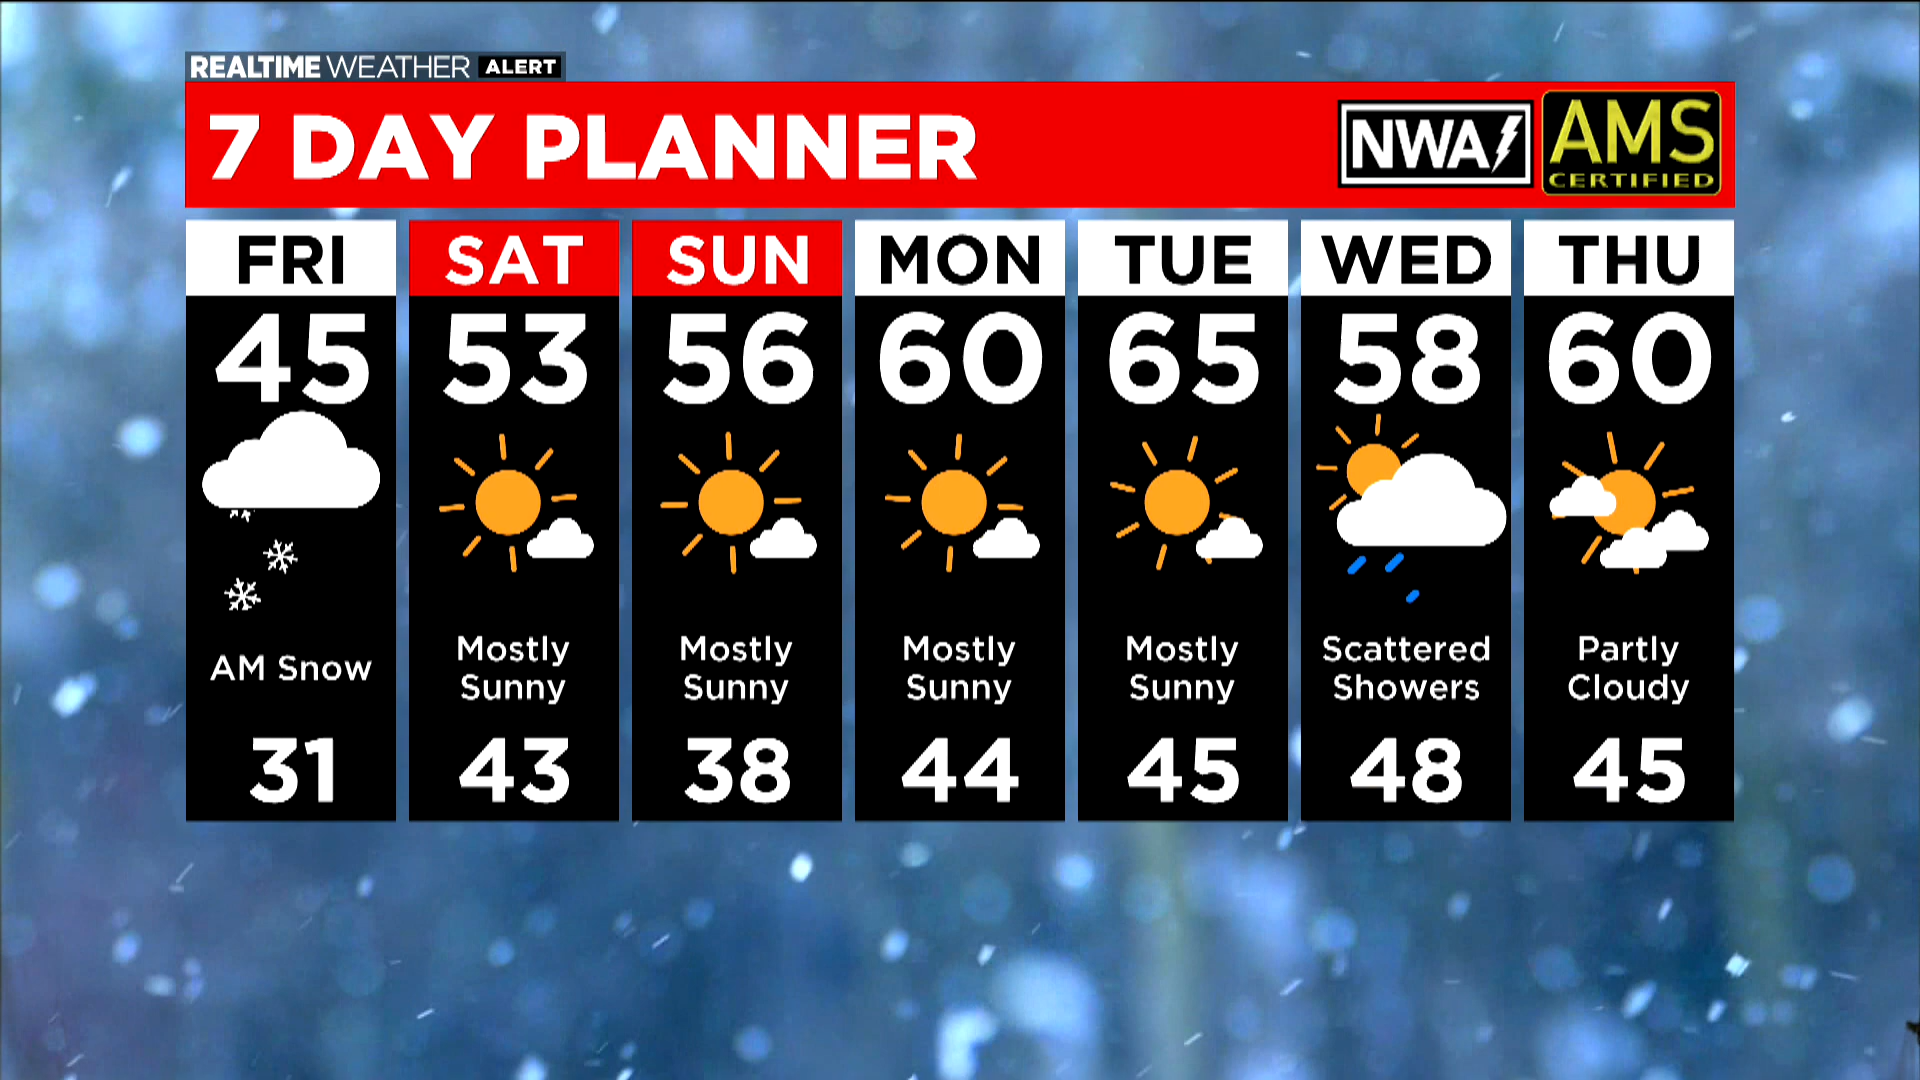 REALTIME WEATHER ALERT
7 DAY PLANNER
NWA
AMS
CERTIFIED
FRI SAT SUN MON TUE WED THU
45 53 56 60 65 58 60
AM Snow
Mostly
Sunny
Mostly
Sunny
Mostly
Sunny
Mostly
Sunny
Scattered
Showers
Partly
Cloudy
31 43 38 44 45 48 45